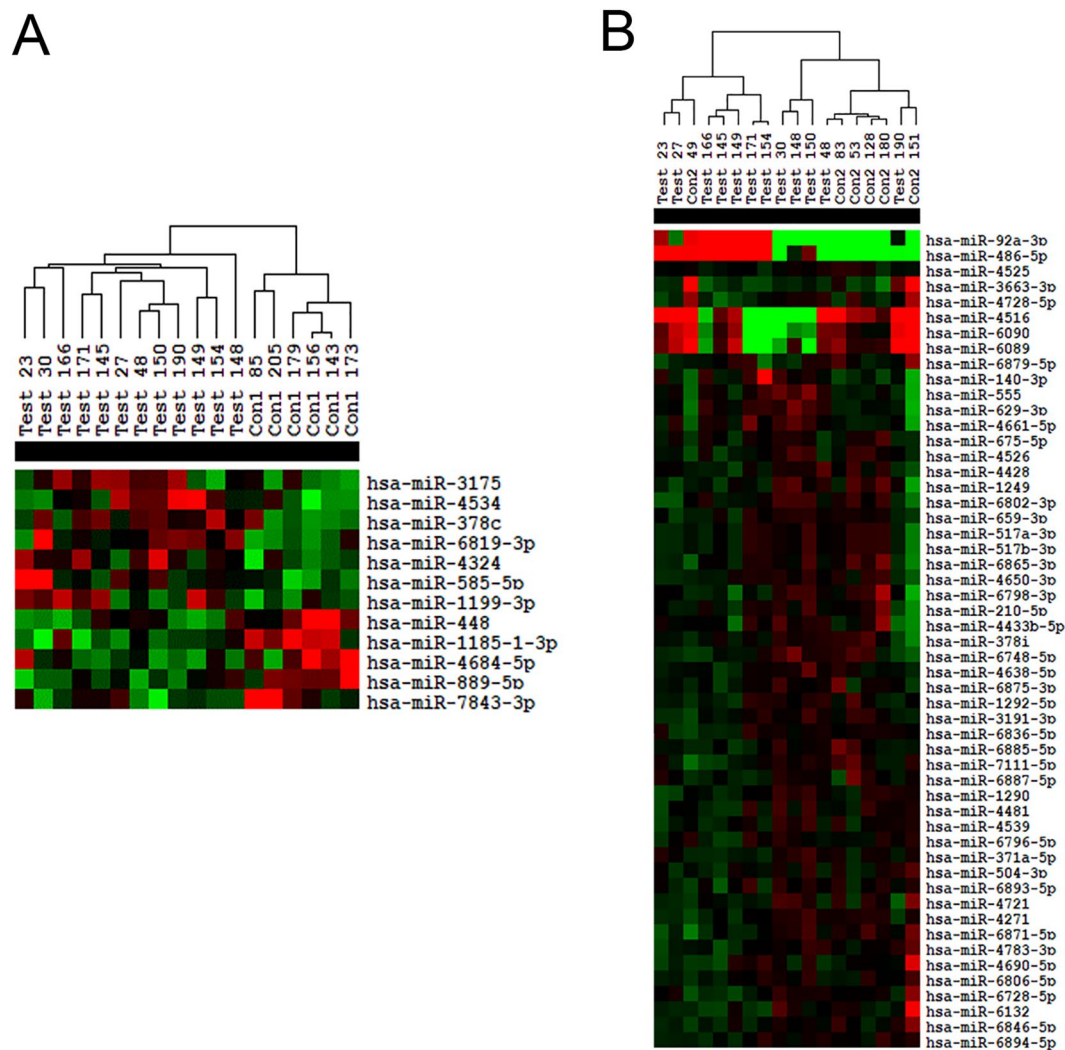 A
Test 23
Test 30
Test 166
Test 171
Test 145
Test 27
Test 48
Test 150
Test 190
Test 149
Test 154
Test 148
Con1 85
Con1 205
Con1 179
Con1 156
Con1 143
Con1 173
hsa-miR-3175
hsa-miR-4534
hsa-miR-378c
hsa-miR-6819-3p
hsa-miR-4324
hsa-miR-585-5p
hsa-miR-1199-3p
hsa-miR-448
hsa-miR-1185-1-3p
hsa-miR-4684-5p
hsa-miR-889-5p
hsa-miR-7843-3p
B
Test 23
Test 27
Con2 49
Test 166
Test 145
Test 149
Test 171
Test 154
Test 30
Test 148
Test 150
Test 48
Con2 83
Con2 53
Con2 128
Con2 180
Test 190
Con2 151
hsa-miR-92a-3p
hsa-miR-486-5p
hsa-miR-4525
hsa-miR-3663-3p
hsa-miR-4728-5p
hsa-miR-4516
hsa-miR-6090
hsa-miR-6089
hsa-miR-6879-5p
hsa-miR-140-3p
hsa-miR-555
hsa-miR-629-3p
hsa-miR-4661-5p
hsa-miR-675-5p
hsa-miR-4526
hsa-miR-4428
hsa-miR-1249
hsa-miR-6802-3p
hsa-miR-659-3p
hsa-miR-517a-3p
hsa-miR-517b-3p
hsa-miR-6865-3p
hsa-miR-4650-3p
hsa-miR-6798-3p
hsa-miR-210-5p
hsa-miR-4433b-5p
hsa-miR-378i
hsa-miR-6748-5p
hsa-miR-4638-5p
hsa-miR-6875-3p
hsa-miR-1292-5p
hsa-miR-3191-3p
hsa-miR-6836-5p
hsa-miR-6885-5p
hsa-miR-7111-5p
hsa-miR-6887-5p
hsa-miR-1290
hsa-miR-4481
hsa-miR-4539
hsa-miR-6796-5p
hsa-miR-371a-5p
hsa-miR-504-3p
hsa-miR-6893-5p
hsa-miR-4721
hsa-miR-4271
hsa-miR-6871-5p
hsa-miR-4783-3p
hsa-miR-4690-5p
hsa-miR-6806-5p
hsa-miR-6728-5p
hsa-miR-6132
hsa-miR-6846-5p
hsa-miR-6894-5p